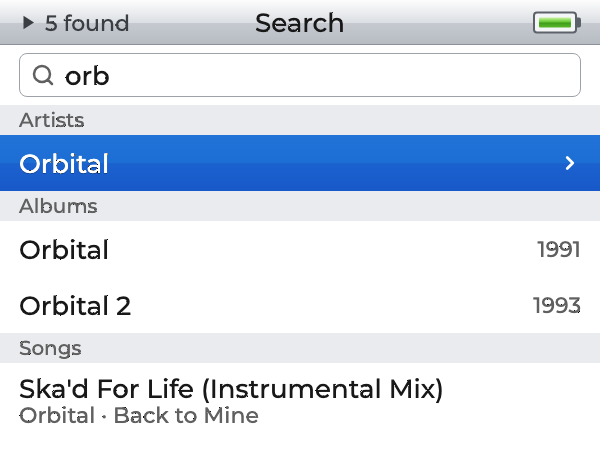 5 found
Search
orb
Artists
Orbital
Albums
Orbital 1991
Orbital 2 1993
Songs
Ska'd For Life (Instrumental Mix)
Orbital · Back to Mine